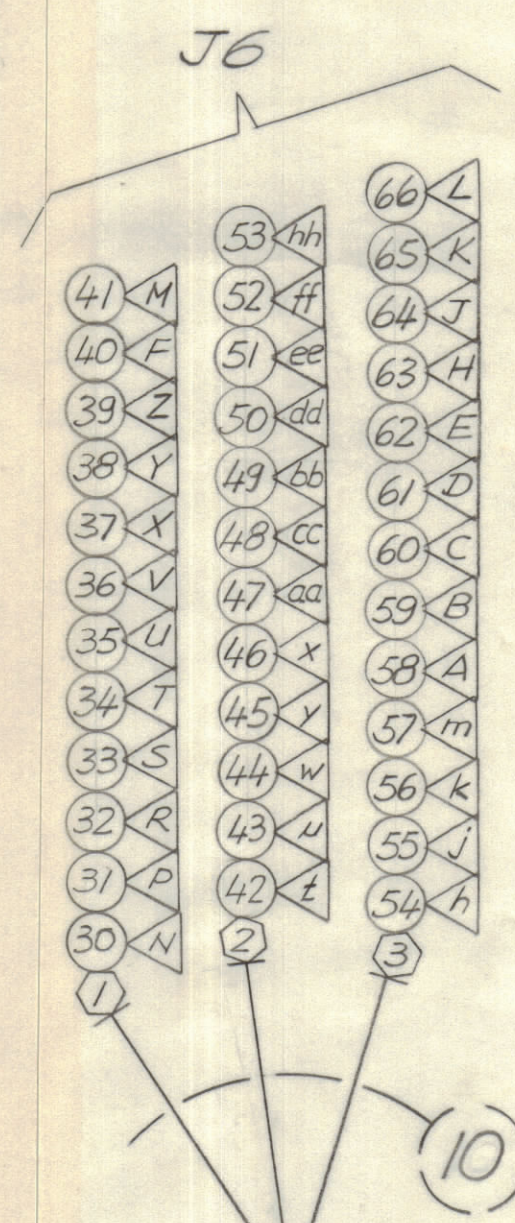 J6
41 M
40 F
39 Z
38 Y
37 X
36 V
35 U
34 T
33 S
32 R
31 P
30 N
1
53 hh
52 ff
51 ee
50 dd
49 bb
48 cc
47 aa
46 x
45 y
44 w
43 µ
42 t
2
66 L
65 K
64 J
63 H
62 E
61 D
60 C
59 B
58 A
57 m
56 k
55 j
54 h
3
10